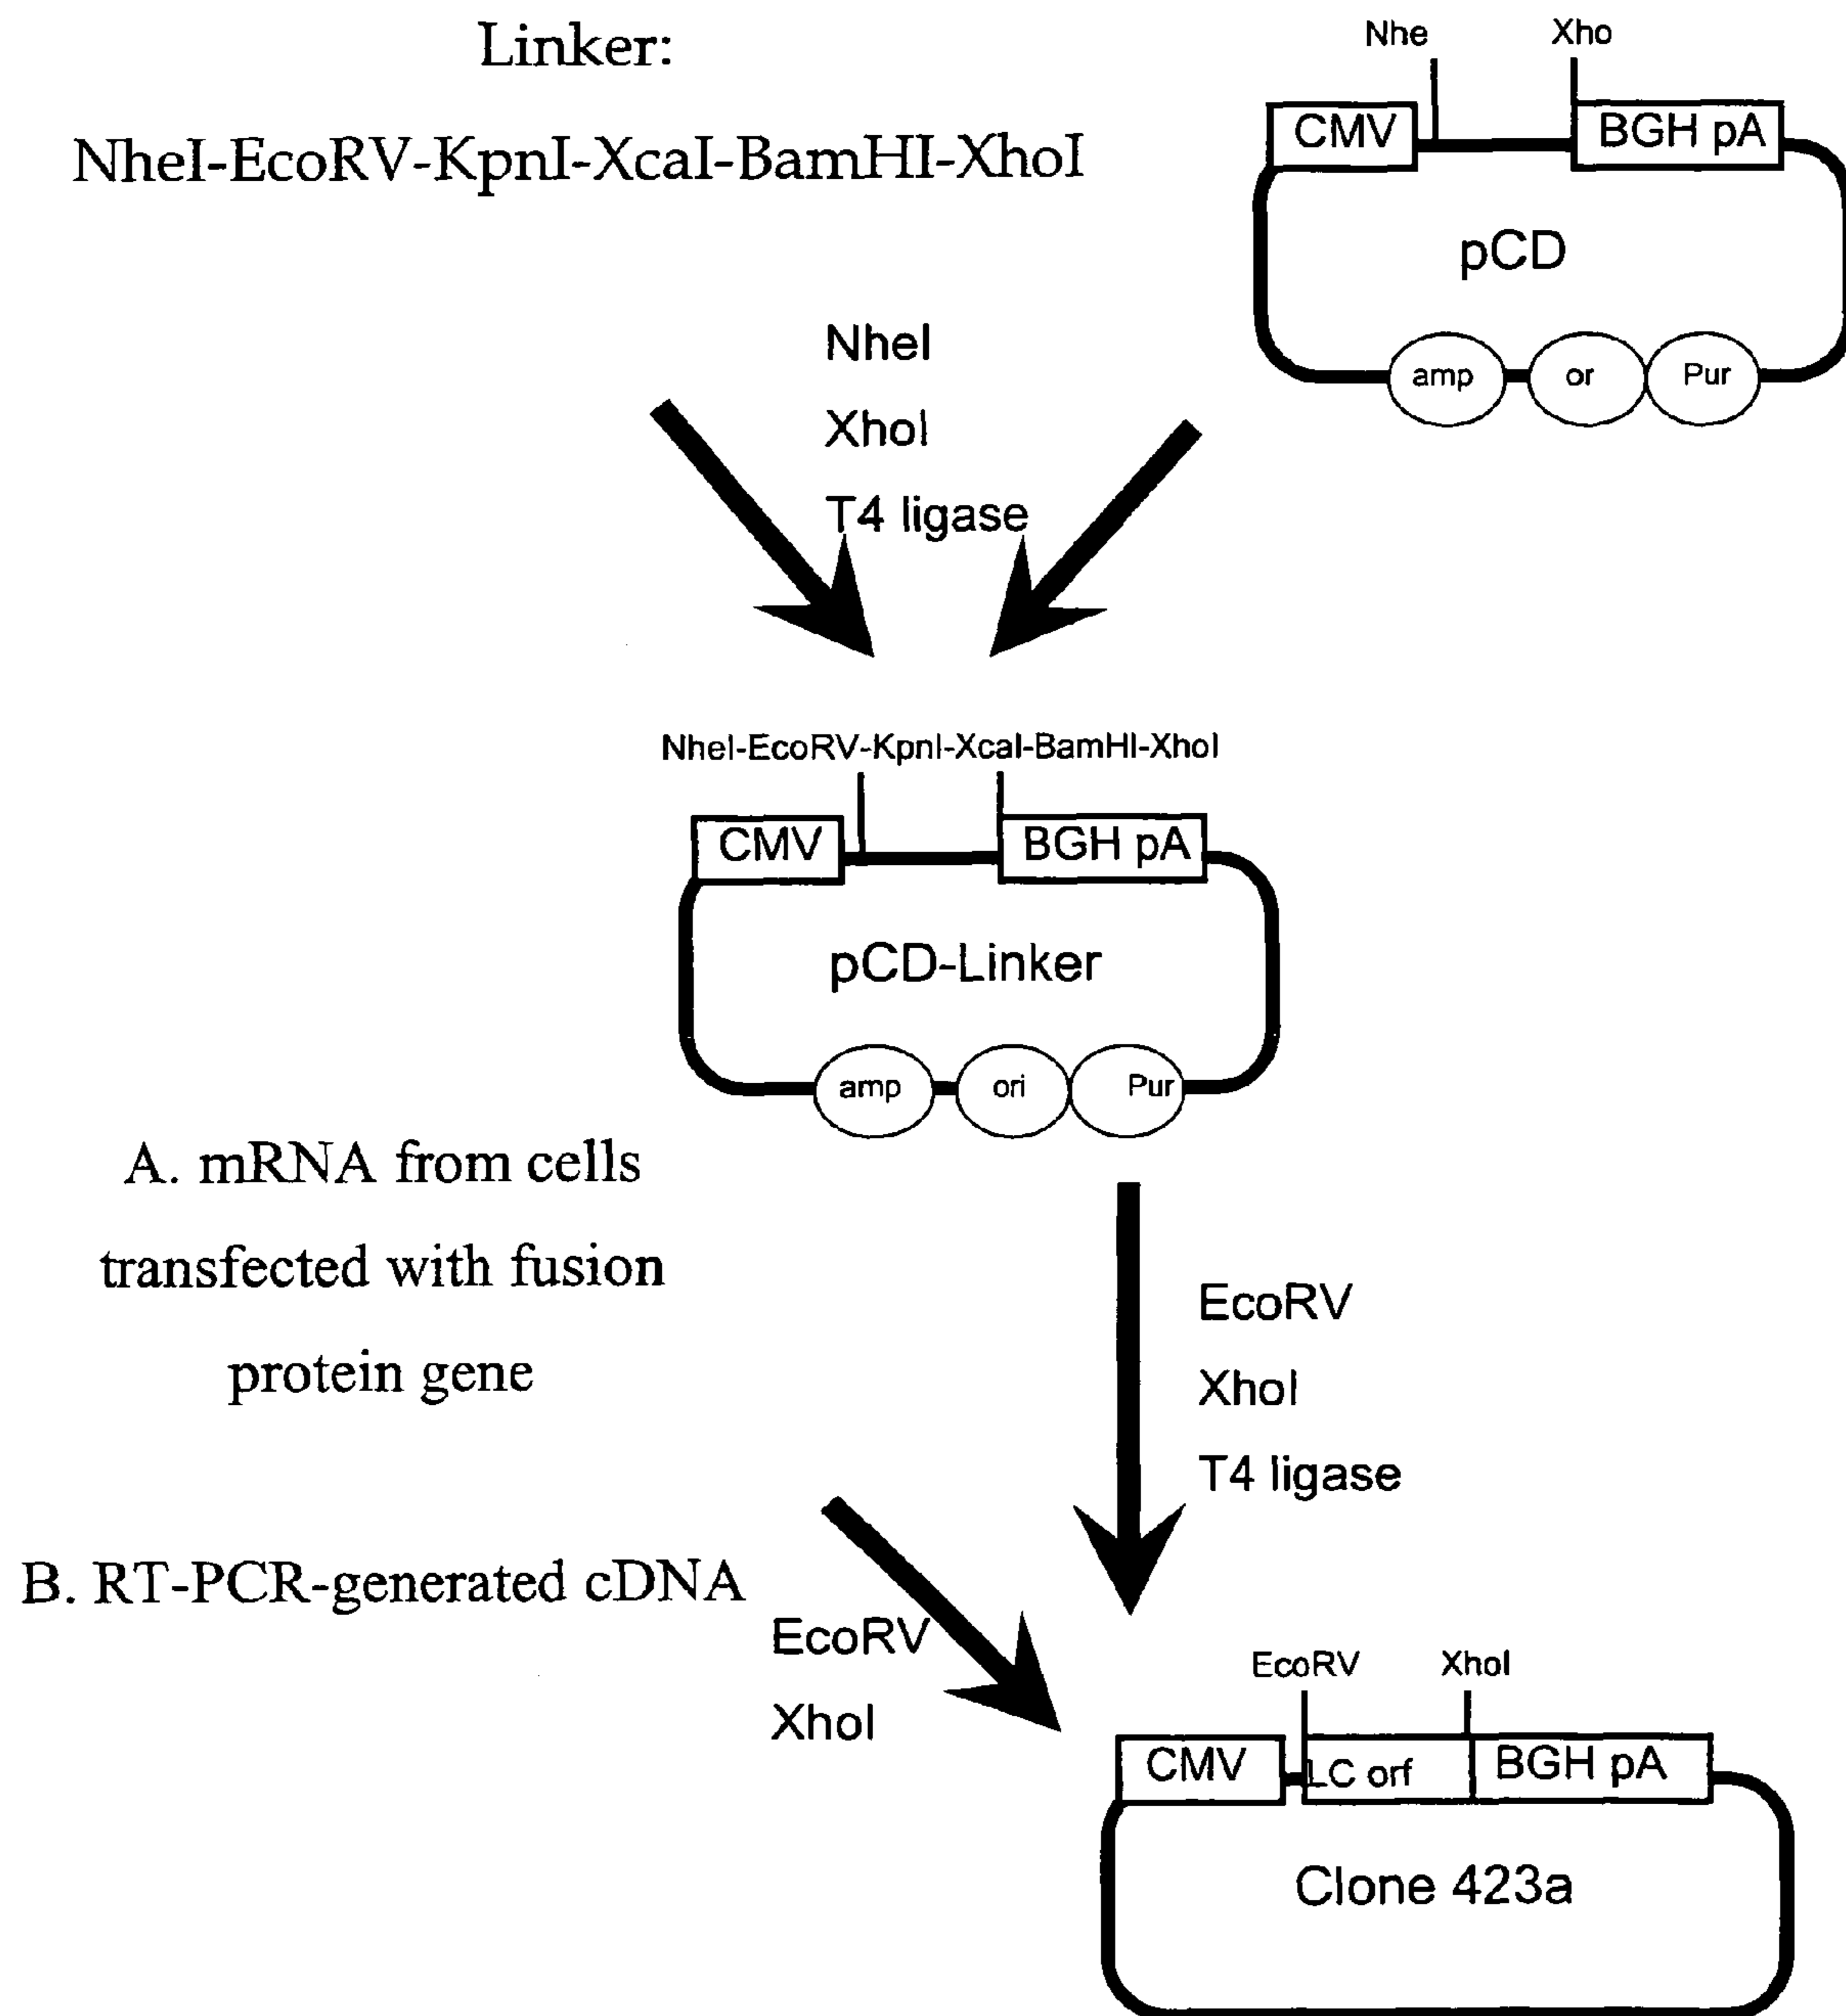 Linker:
NheI-EcoRV-KpnI-XcaI-BamHI-XhoI
Nhe Xho
CMV BGH pA
pCD
amp or Pur
NheI
XhoI
T4 ligase
NheI-EcoRV-KpnI-XcaI-BamHI-XhoI
CMV BGH pA
pCD-Linker
amp ori Pur
A. mRNA from cells
transfected with fusion
protein gene
EcoRV
XhoI
T4 ligase
B. RT-PCR-generated cDNA
EcoRV
XhoI
EcoRV XhoI
CMV LC orf BGH pA
Clone 423a